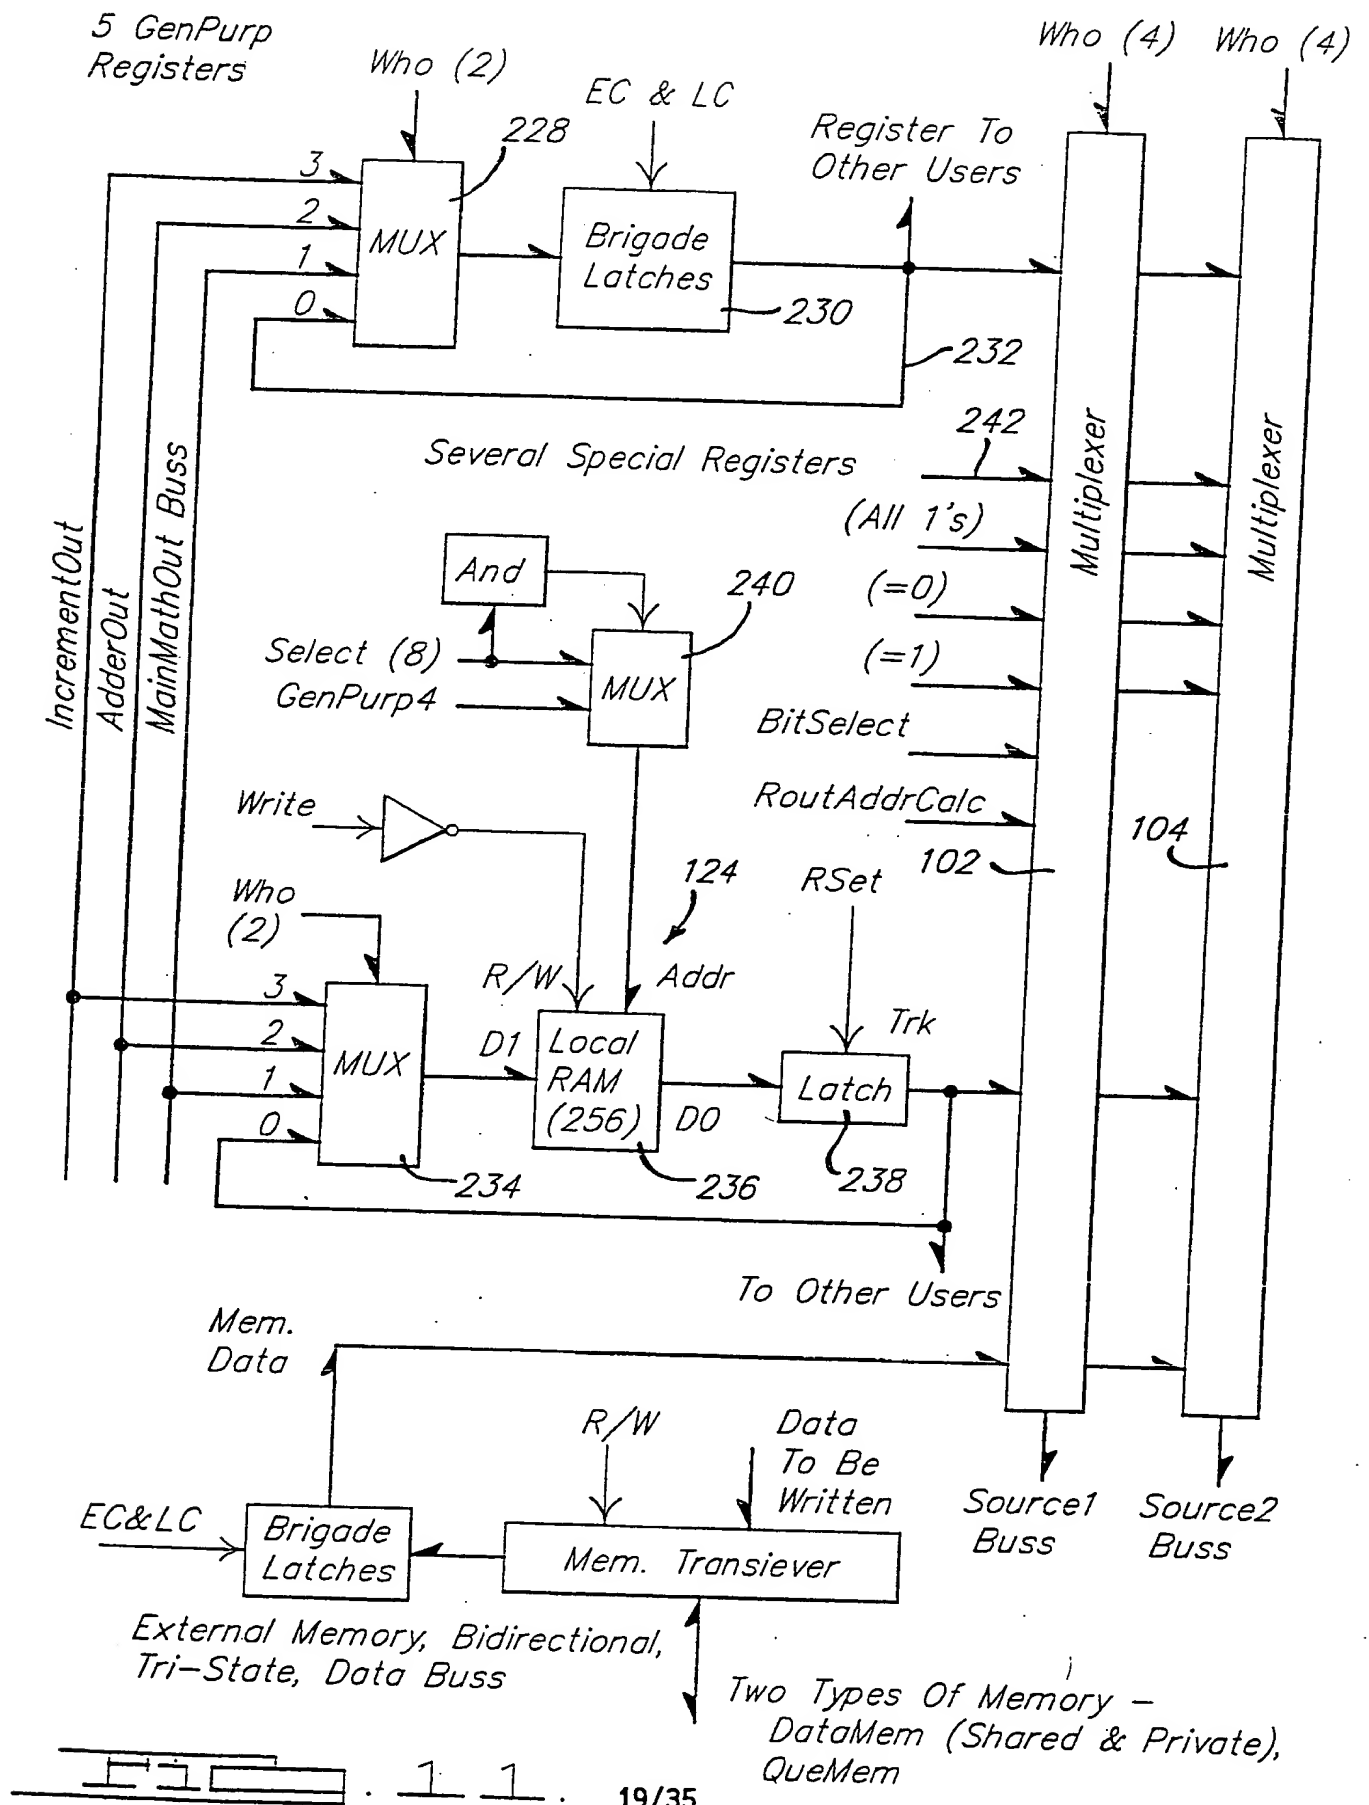 5 GenPurp
Registers
Who (2)
EC & LC
Who (4)
Who (4)
228
Register To
Other Users
3
2
1
0
MUX
Brigade
Latches
230
232
Several Special Registers
242
(All 1's)
(=0)
(=1)
BitSelect
RoutAddrCalc
Multiplexer
Multiplexer
IncrementOut
AdderOut
MainMathOut Buss
And
240
Select (8)
GenPurp4
MUX
Write
Who
(2)
124
RSet
102
104
R/W
Addr
3
2
1
0
MUX
D1
Local
RAM
(256)
D0
Trk
Latch
234
236
238
To Other Users
Mem.
Data
R/W
Data
To Be
Written
Source1
Buss
Source2
Buss
EC&LC
Brigade
Latches
Mem. Transiever
External Memory, Bidirectional,
Tri-State, Data Buss
Two Types Of Memory -
DataMem (Shared & Private),
QueMem
FIG. 11.
19/35